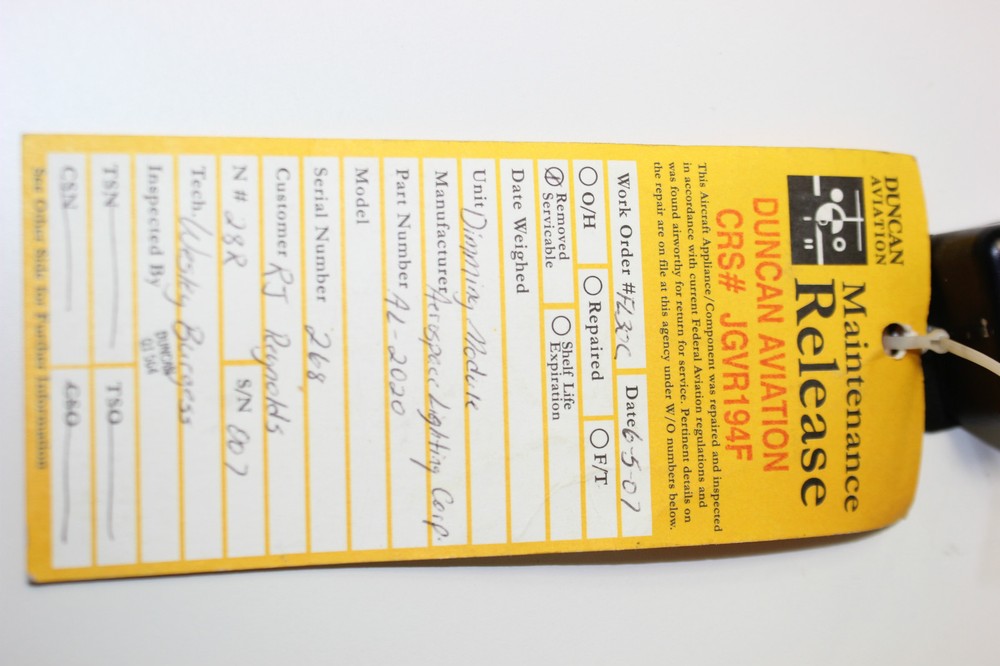 DUNCAN
AVIATION
Maintenance
Release
DUNCAN AVIATION
CRS# JGVR194F
This Aircraft Appliance/Component was repaired and inspected
in accordance with current Federal Aviation regulations and
was found airworthy for return for service. Pertinent details on
the repair are on file at this agency under W/O numbers below.
Work Order # FL32C Date 6-5-07
O/H Repaired F/T
Removed Serviceable Shelf Life Expiration
Date Weighed
Unit Dimming Module
Manufacturer Aerospace Lighting Corp.
Part Number AL-2020
Model
Serial Number 268
Customer RJ Reynolds
N # 28R S/N 007
Tech Wesky Burgess
Inspected By DUNCAN
TSN TSO
CSN CSO
See Other Side for Further Information